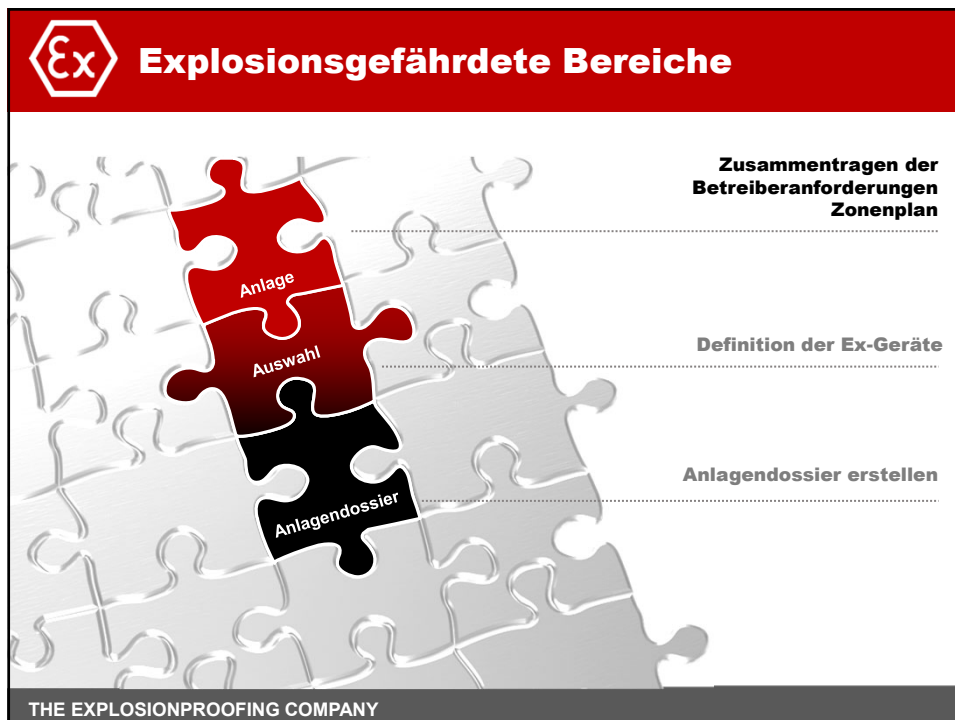 Ex
Explosionsgefährdete Bereiche
Zusammentragen der
Betreiberanforderungen
Zonenplan
Anlage
Definition der Ex-Geräte
Auswahl
Anlagendossier erstellen
Anlagendossier
THE EXPLOSIONPROOFING COMPANY